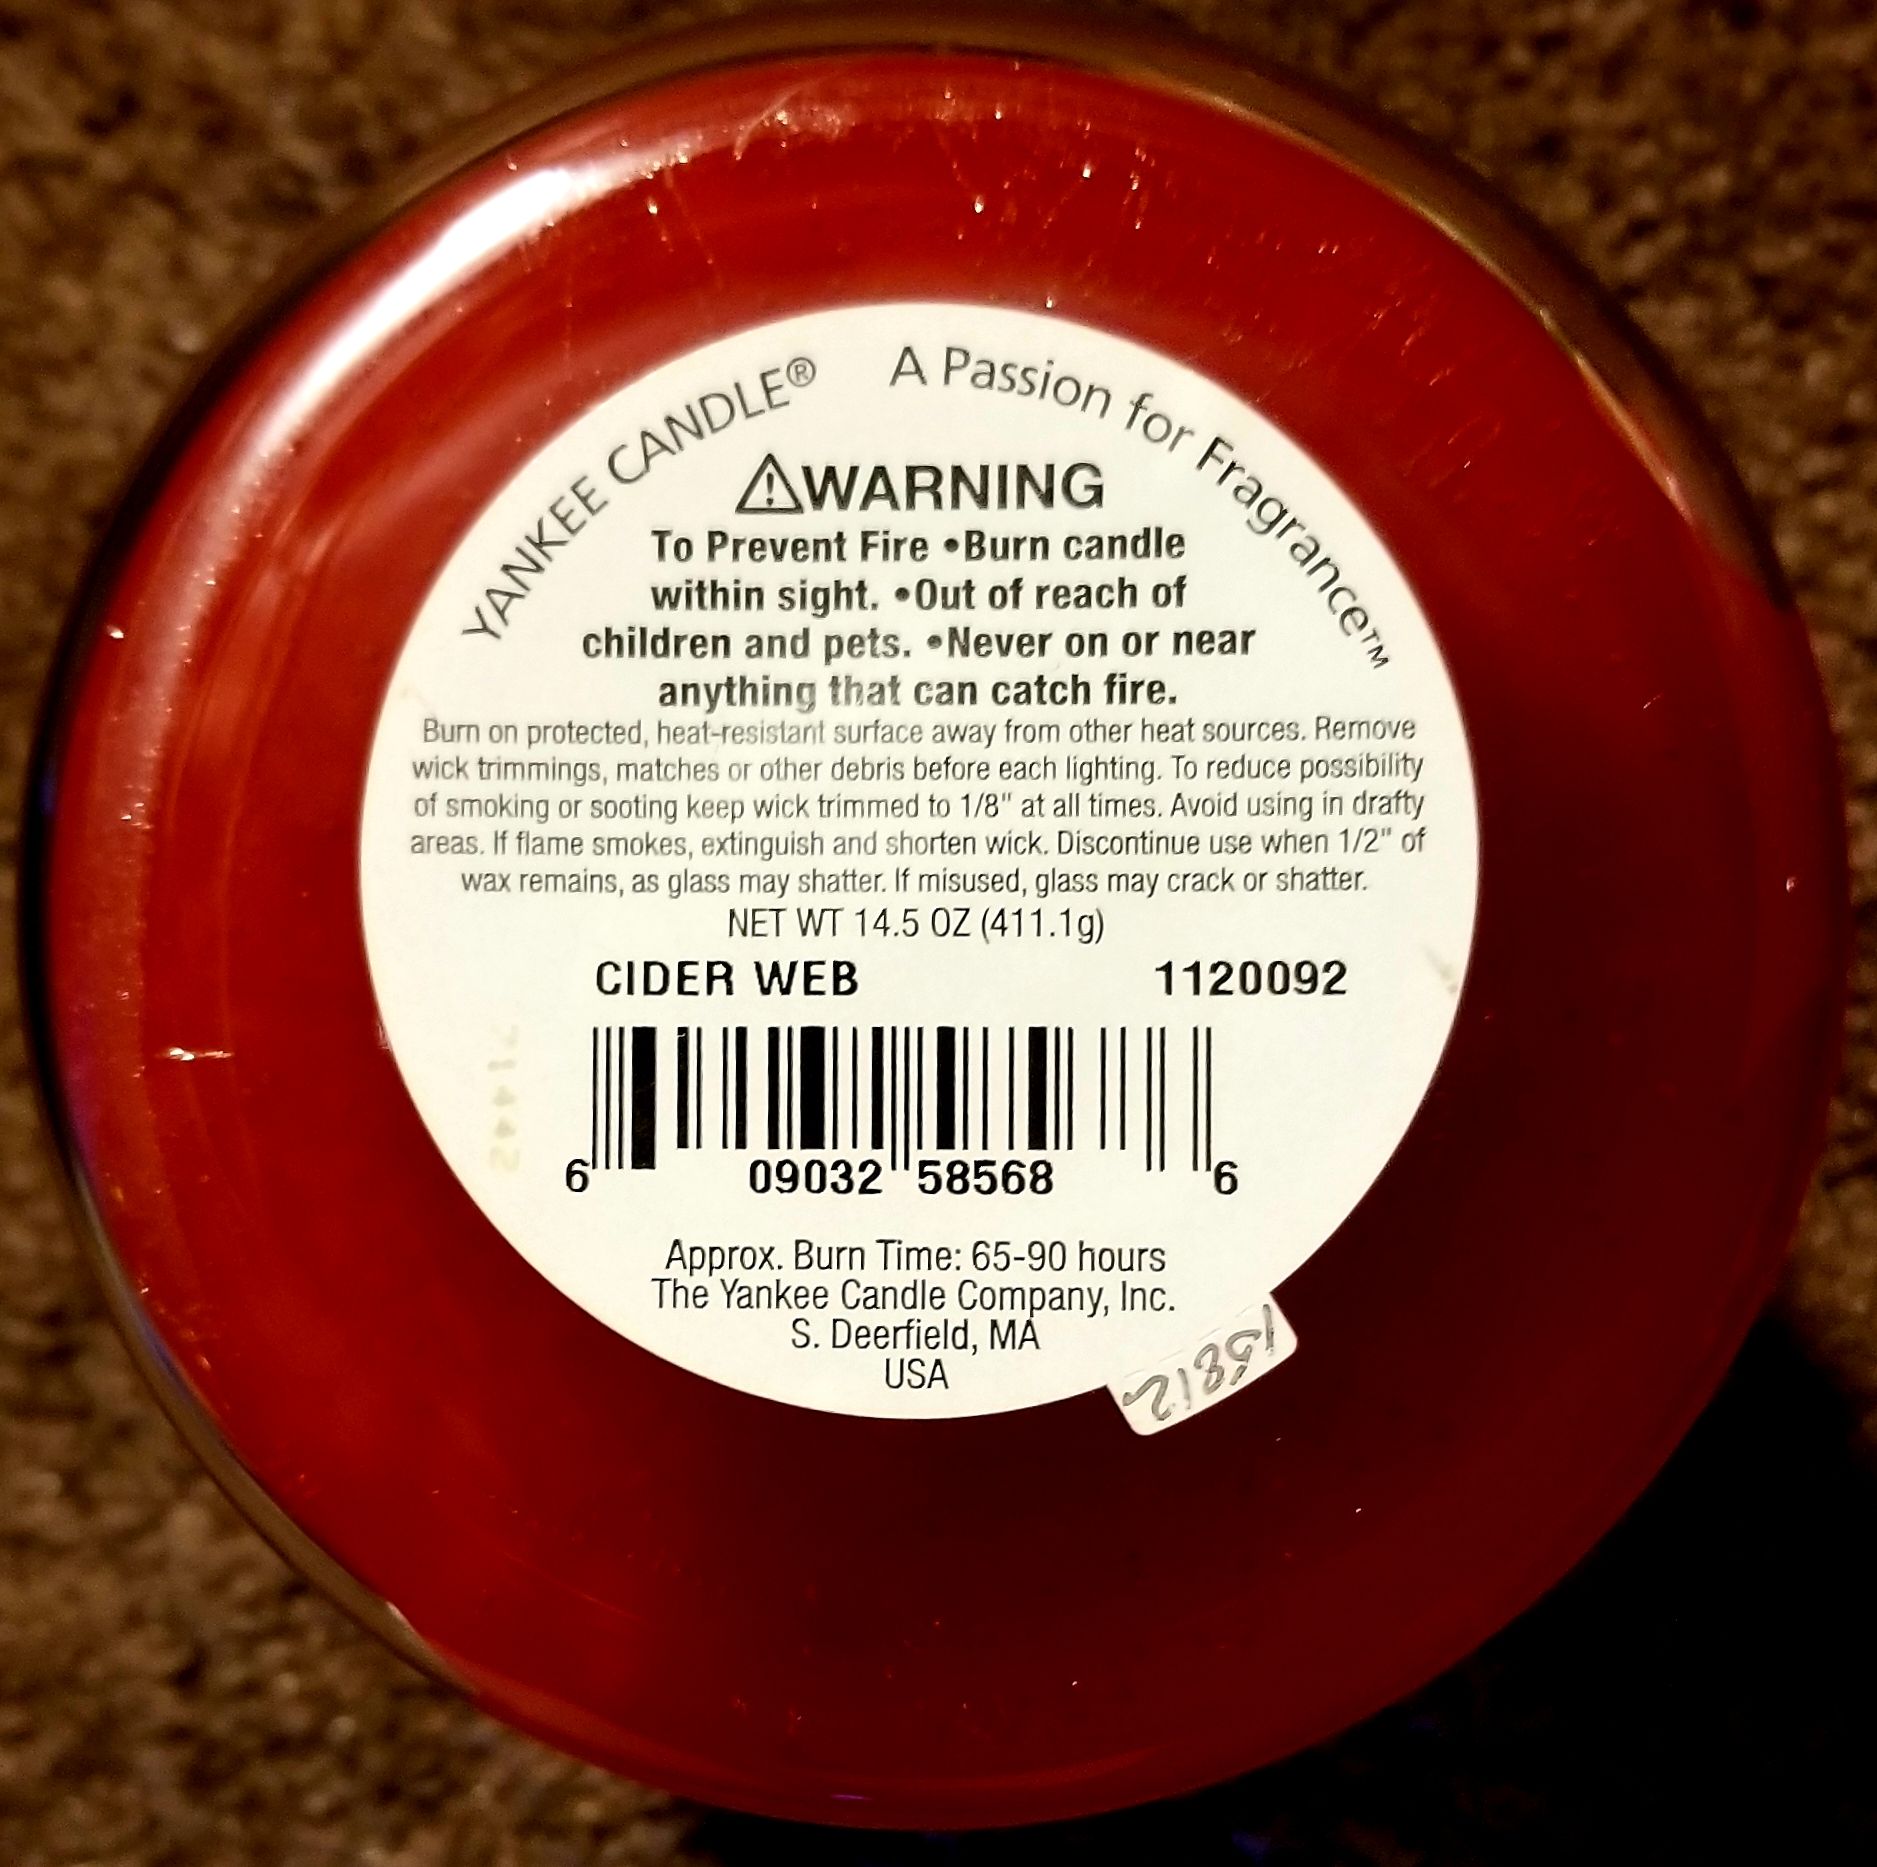 YANKEE CANDLE® A Passion for Fragrance™
⚠WARNING
To Prevent Fire •Burn candle
within sight. •Out of reach of
children and pets. •Never on or near
anything that can catch fire.
Burn on protected, heat-resistant surface away from other heat sources. Remove
wick trimmings, matches or other debris before each lighting. To reduce possibility
of smoking or sooting keep wick trimmed to 1/8" at all times. Avoid using in drafty
areas. If flame smokes, extinguish and shorten wick. Discontinue use when 1/2" of
wax remains, as glass may shatter. If misused, glass may crack or shatter.
NET WT 14.5 OZ (411.1g)
CIDER WEB 1120092
71442
6 09032 58568 6
Approx. Burn Time: 65-90 hours
The Yankee Candle Company, Inc.
S. Deerfield, MA
USA
15812